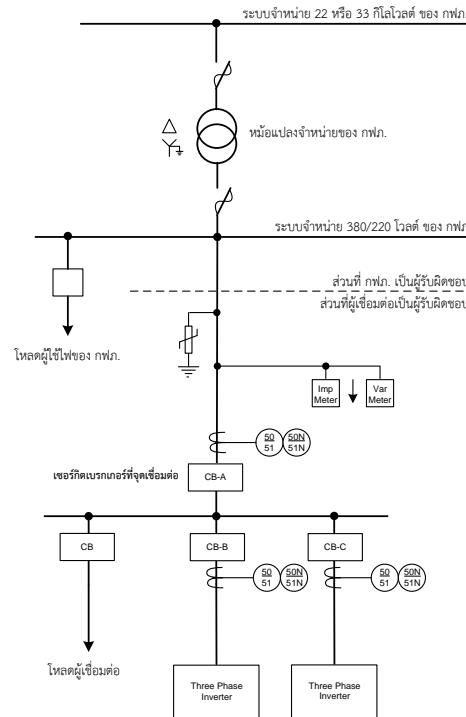 ระบบจำหน่าย 22 หรือ 33 กิโลโวลต์ ของ กฟภ.
หม้อแปลงจำหน่ายของ กฟภ.
ระบบจำหน่าย 380/220 โวลต์ ของ กฟภ
ส่วนที่ กฟภ. เป็นผู้รับผิดชอบ
ส่วนที่ผู้เชื่อมต่อเป็นผู้รับผิดชอบ
โหลดผู้ใช้ไฟของ กฟภ.
Imp
Meter
Var
Meter
50
51
50N
51N
เซอร์กิตเบรกเกอร์ที่จุดเชื่อมต่อ
CB-A
CB
CB-B
CB-C
50
51
50N
51N
50
51
50N
51N
โหลดผู้เชื่อมต่อ
Three Phase
Inverter
Three Phase
Inverter